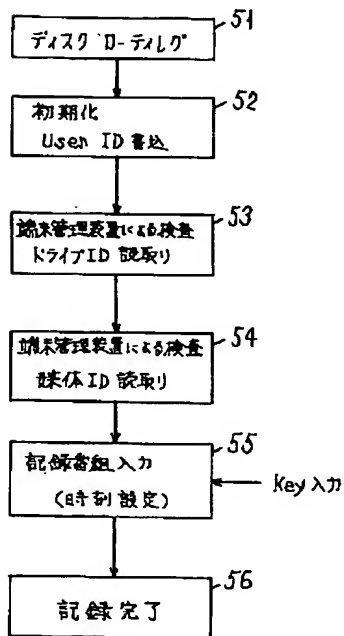 51
ディスクローディング
52
初期化
User ID 書込
53
端末管理装置による検査
ドライブID 読取り
54
端末管理装置による検査
媒体ID 読取り
55
記録番組入力
(時刻設定)
Key入力
56
記録完了